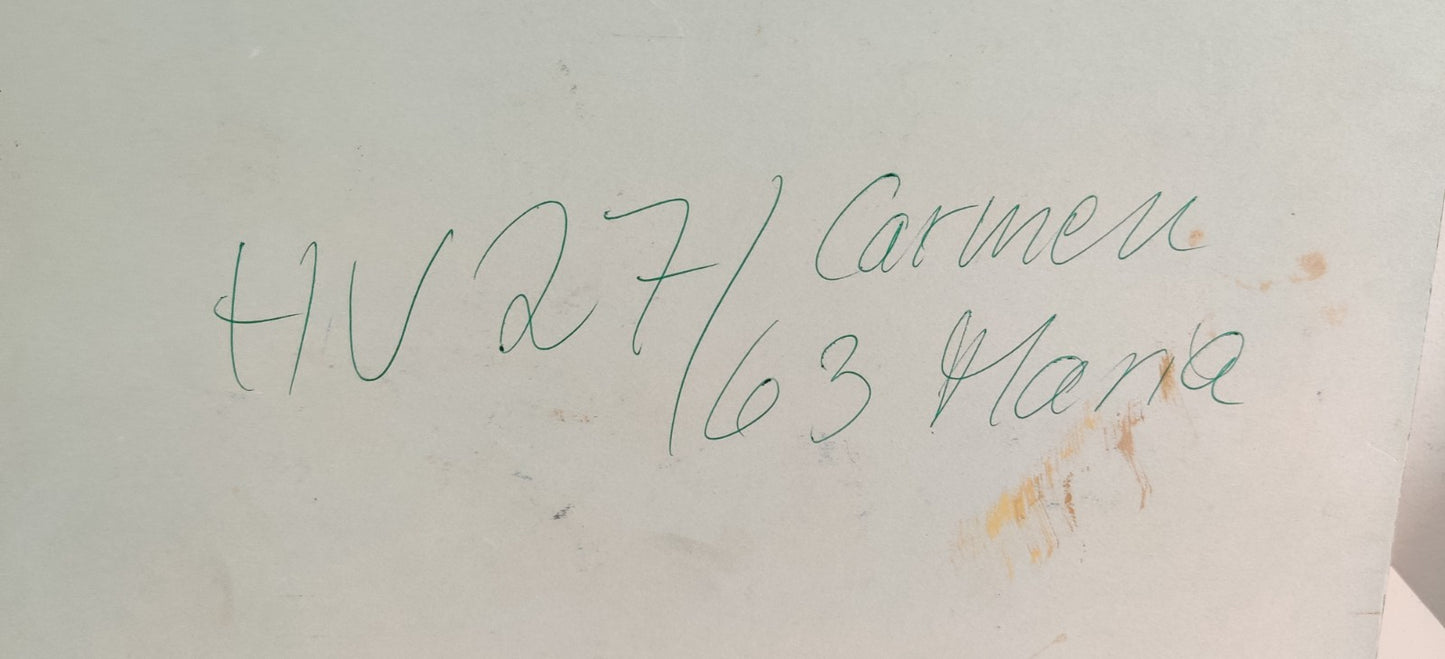 HV 27/ Carmen
63 Maria